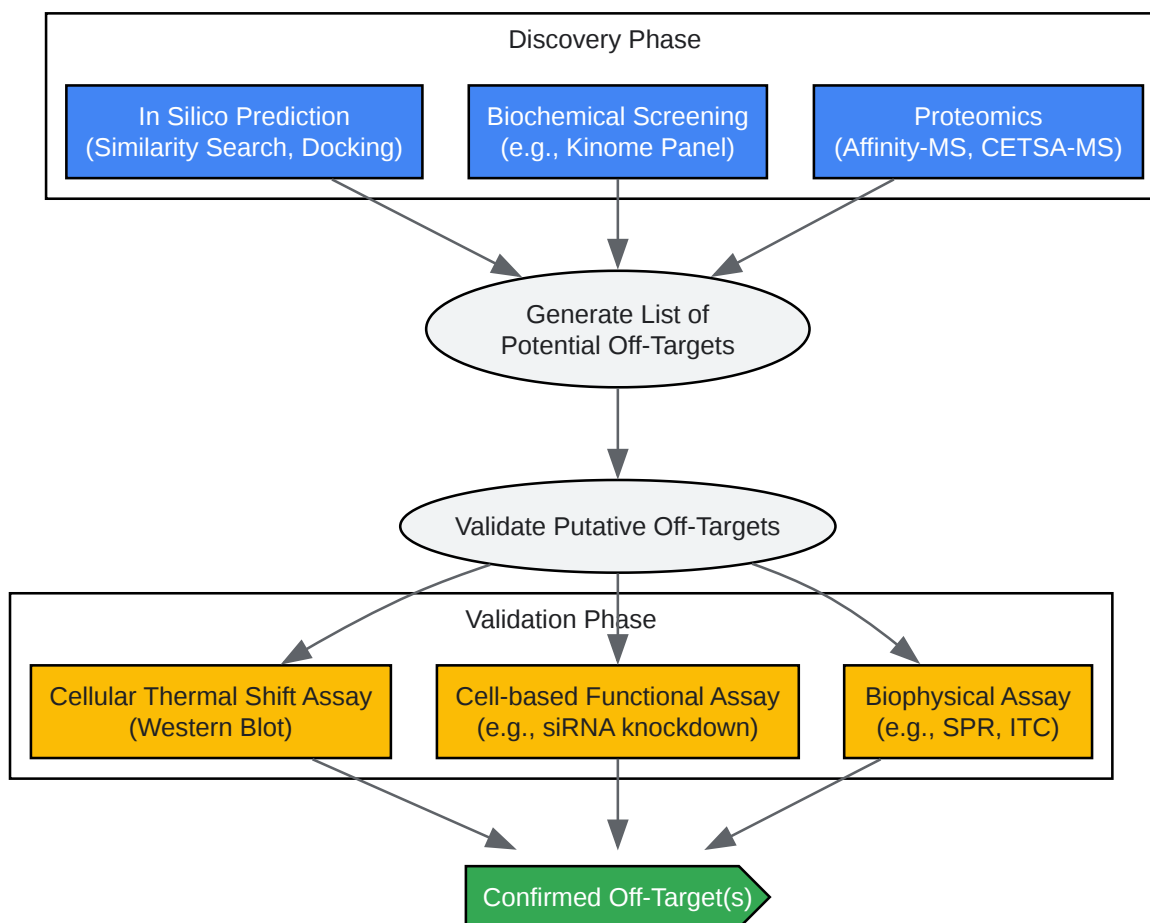 Discovery Phase
In Silico Prediction
(Similarity Search, Docking)
Biochemical Screening
(e.g., Kinome Panel)
Proteomics
(Affinity-MS, CETSA-MS)
Generate List of
Potential Off-Targets
Validate Putative Off-Targets
Validation Phase
Cellular Thermal Shift Assay
(Western Blot)
Cell-based Functional Assay
(e.g., siRNA knockdown)
Biophysical Assay
(e.g., SPR, ITC)
Confirmed Off-Target(s)